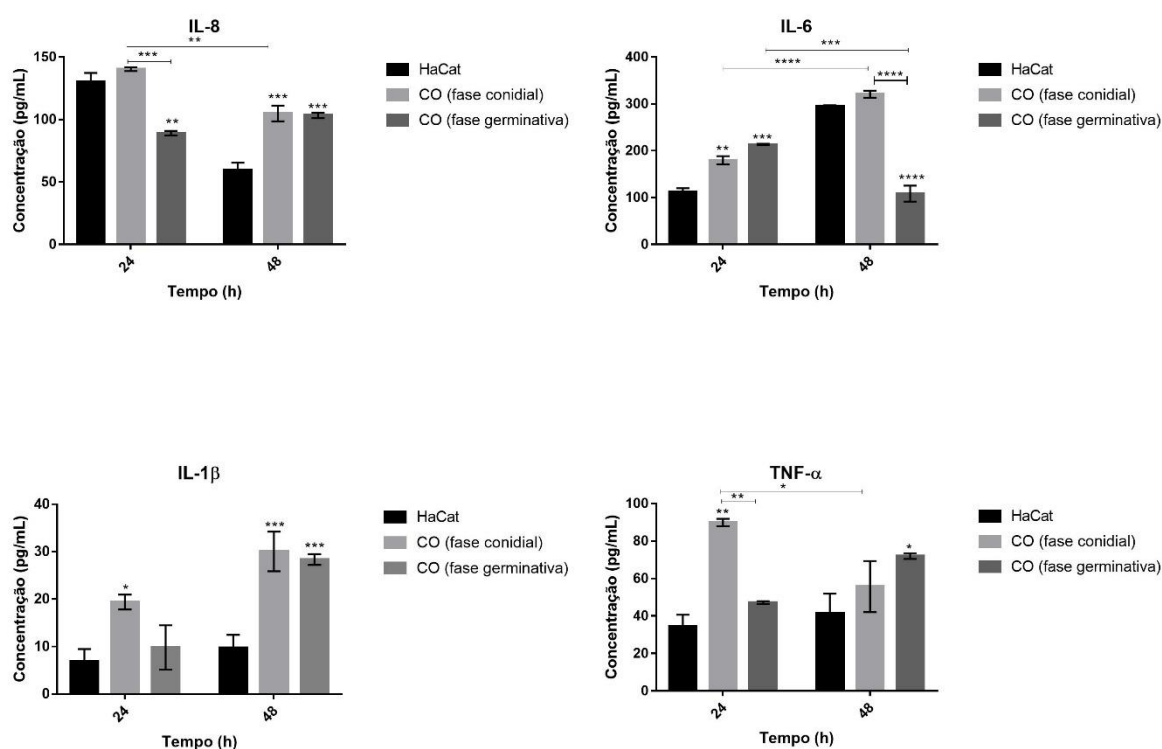 IL-8
**
***
**
***
***
Concentração (pg/mL)
150
100
50
0
24
48
Tempo (h)
HaCat
CO (fase conidial)
CO (fase germinativa)
IL-6
***
****
****
**
***
****
Concentração (pg/mL)
400
300
200
100
0
24
48
Tempo (h)
HaCat
CO (fase conidial)
CO (fase germinativa)
IL-1β
*
***
***
Concentração (pg/mL)
40
30
20
10
0
24
48
Tempo (h)
HaCat
CO (fase conidial)
CO (fase germinativa)
TNF-α
*
**
**
*
Concentração (pg/mL)
100
80
60
40
20
0
24
48
Tempo (h)
HaCat
CO (fase conidial)
CO (fase germinativa)